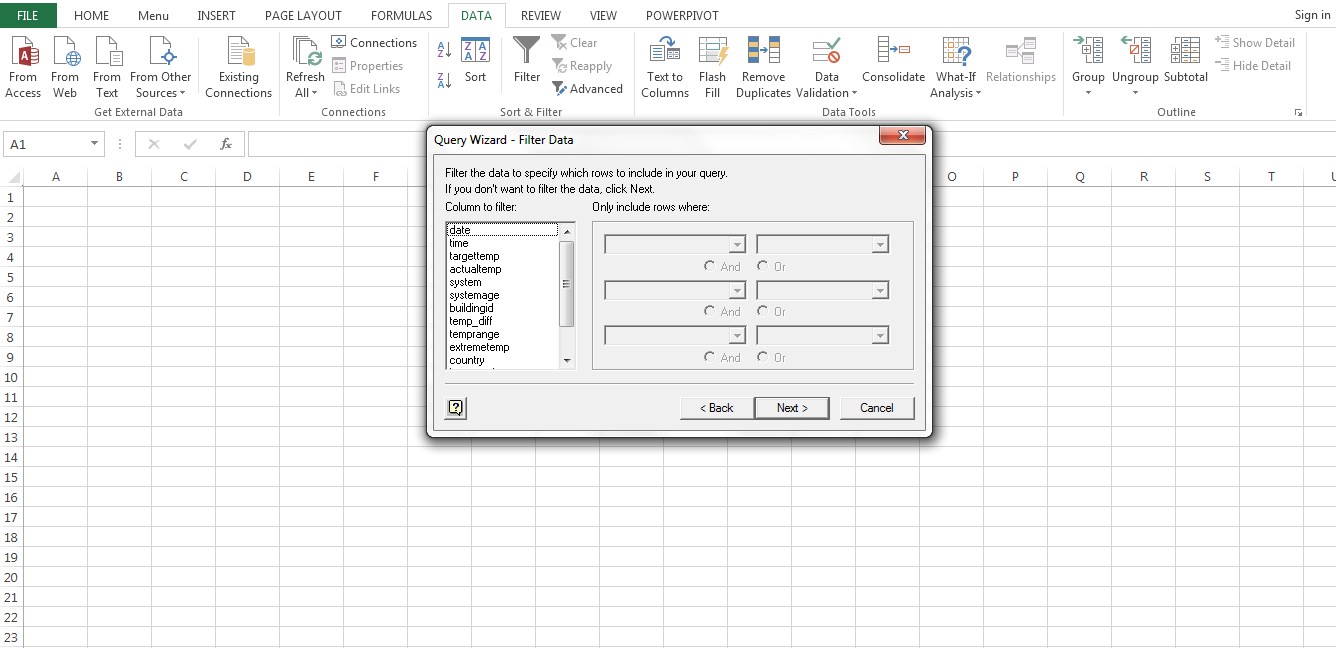 FILE HOME Menu INSERT PAGE LAYOUT FORMULAS DATA REVIEW VIEW POWERPIVOT Sign in
From Access
From Web
From Text
From Other Sources
Existing Connections
Get External Data
Refresh All
Connections
Properties
Edit Links
Connections
Sort
Filter
Clear
Reapply
Advanced
Sort & Filter
Text to Columns
Flash Fill
Remove Duplicates
Data Validation
Consolidate
What-If Analysis
Relationships
Data Tools
Group
Ungroup
Subtotal
Show Detail
Hide Detail
Outline
A1
fx
A B C D E F O P Q R S T
1
2
3
4
5
6
7
8
9
10
11
12
13
14
15
16
17
18
19
20
21
22
23
Query Wizard - Filter Data
Filter the data to specify which rows to include in your query.
If you don't want to filter the data, click Next.
Column to filter: Only include rows where:
date
time
targettemp
actualtemp
system
systemage
buildingid
temp_diff
temprange
extremetemp
country
And Or
And Or
And Or
? < Back Next > Cancel